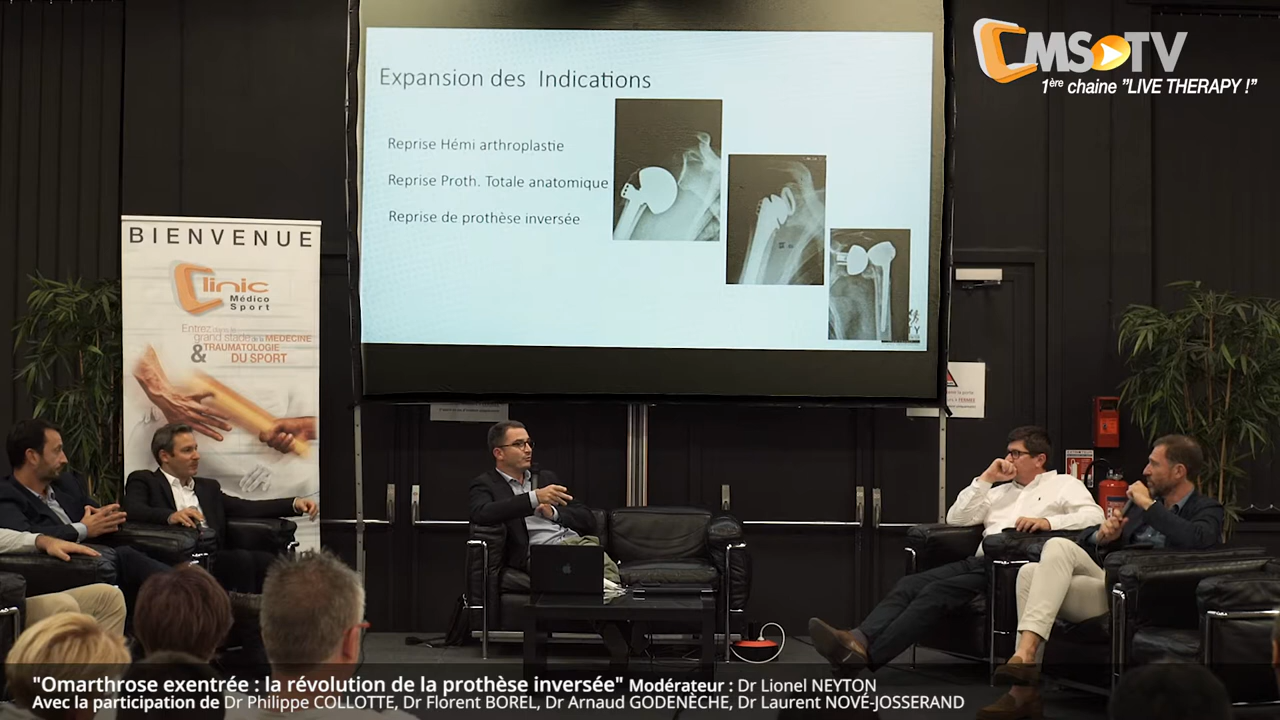 CMSoTV
1ère chaine "LIVE THERAPY !"
Expansion des Indications
Reprise Hémi arthroplastie
Reprise Proth. Totale anatomique
Reprise de prothèse inversée
BIENVENUE
Clinic
Médico
Sport
Entrez dans le
grand stade de la MEDECINE
& TRAUMATOLOGIE
DU SPORT
"Omarthrose exentrée : la révolution de la prothèse inversée" Modérateur : Dr Lionel NEYTON
Avec la participation de Dr Philippe COLLOTTE, Dr Florent BOREL, Dr Arnaud GODENÈCHE, Dr Laurent NOVÉ-JOSSERAND